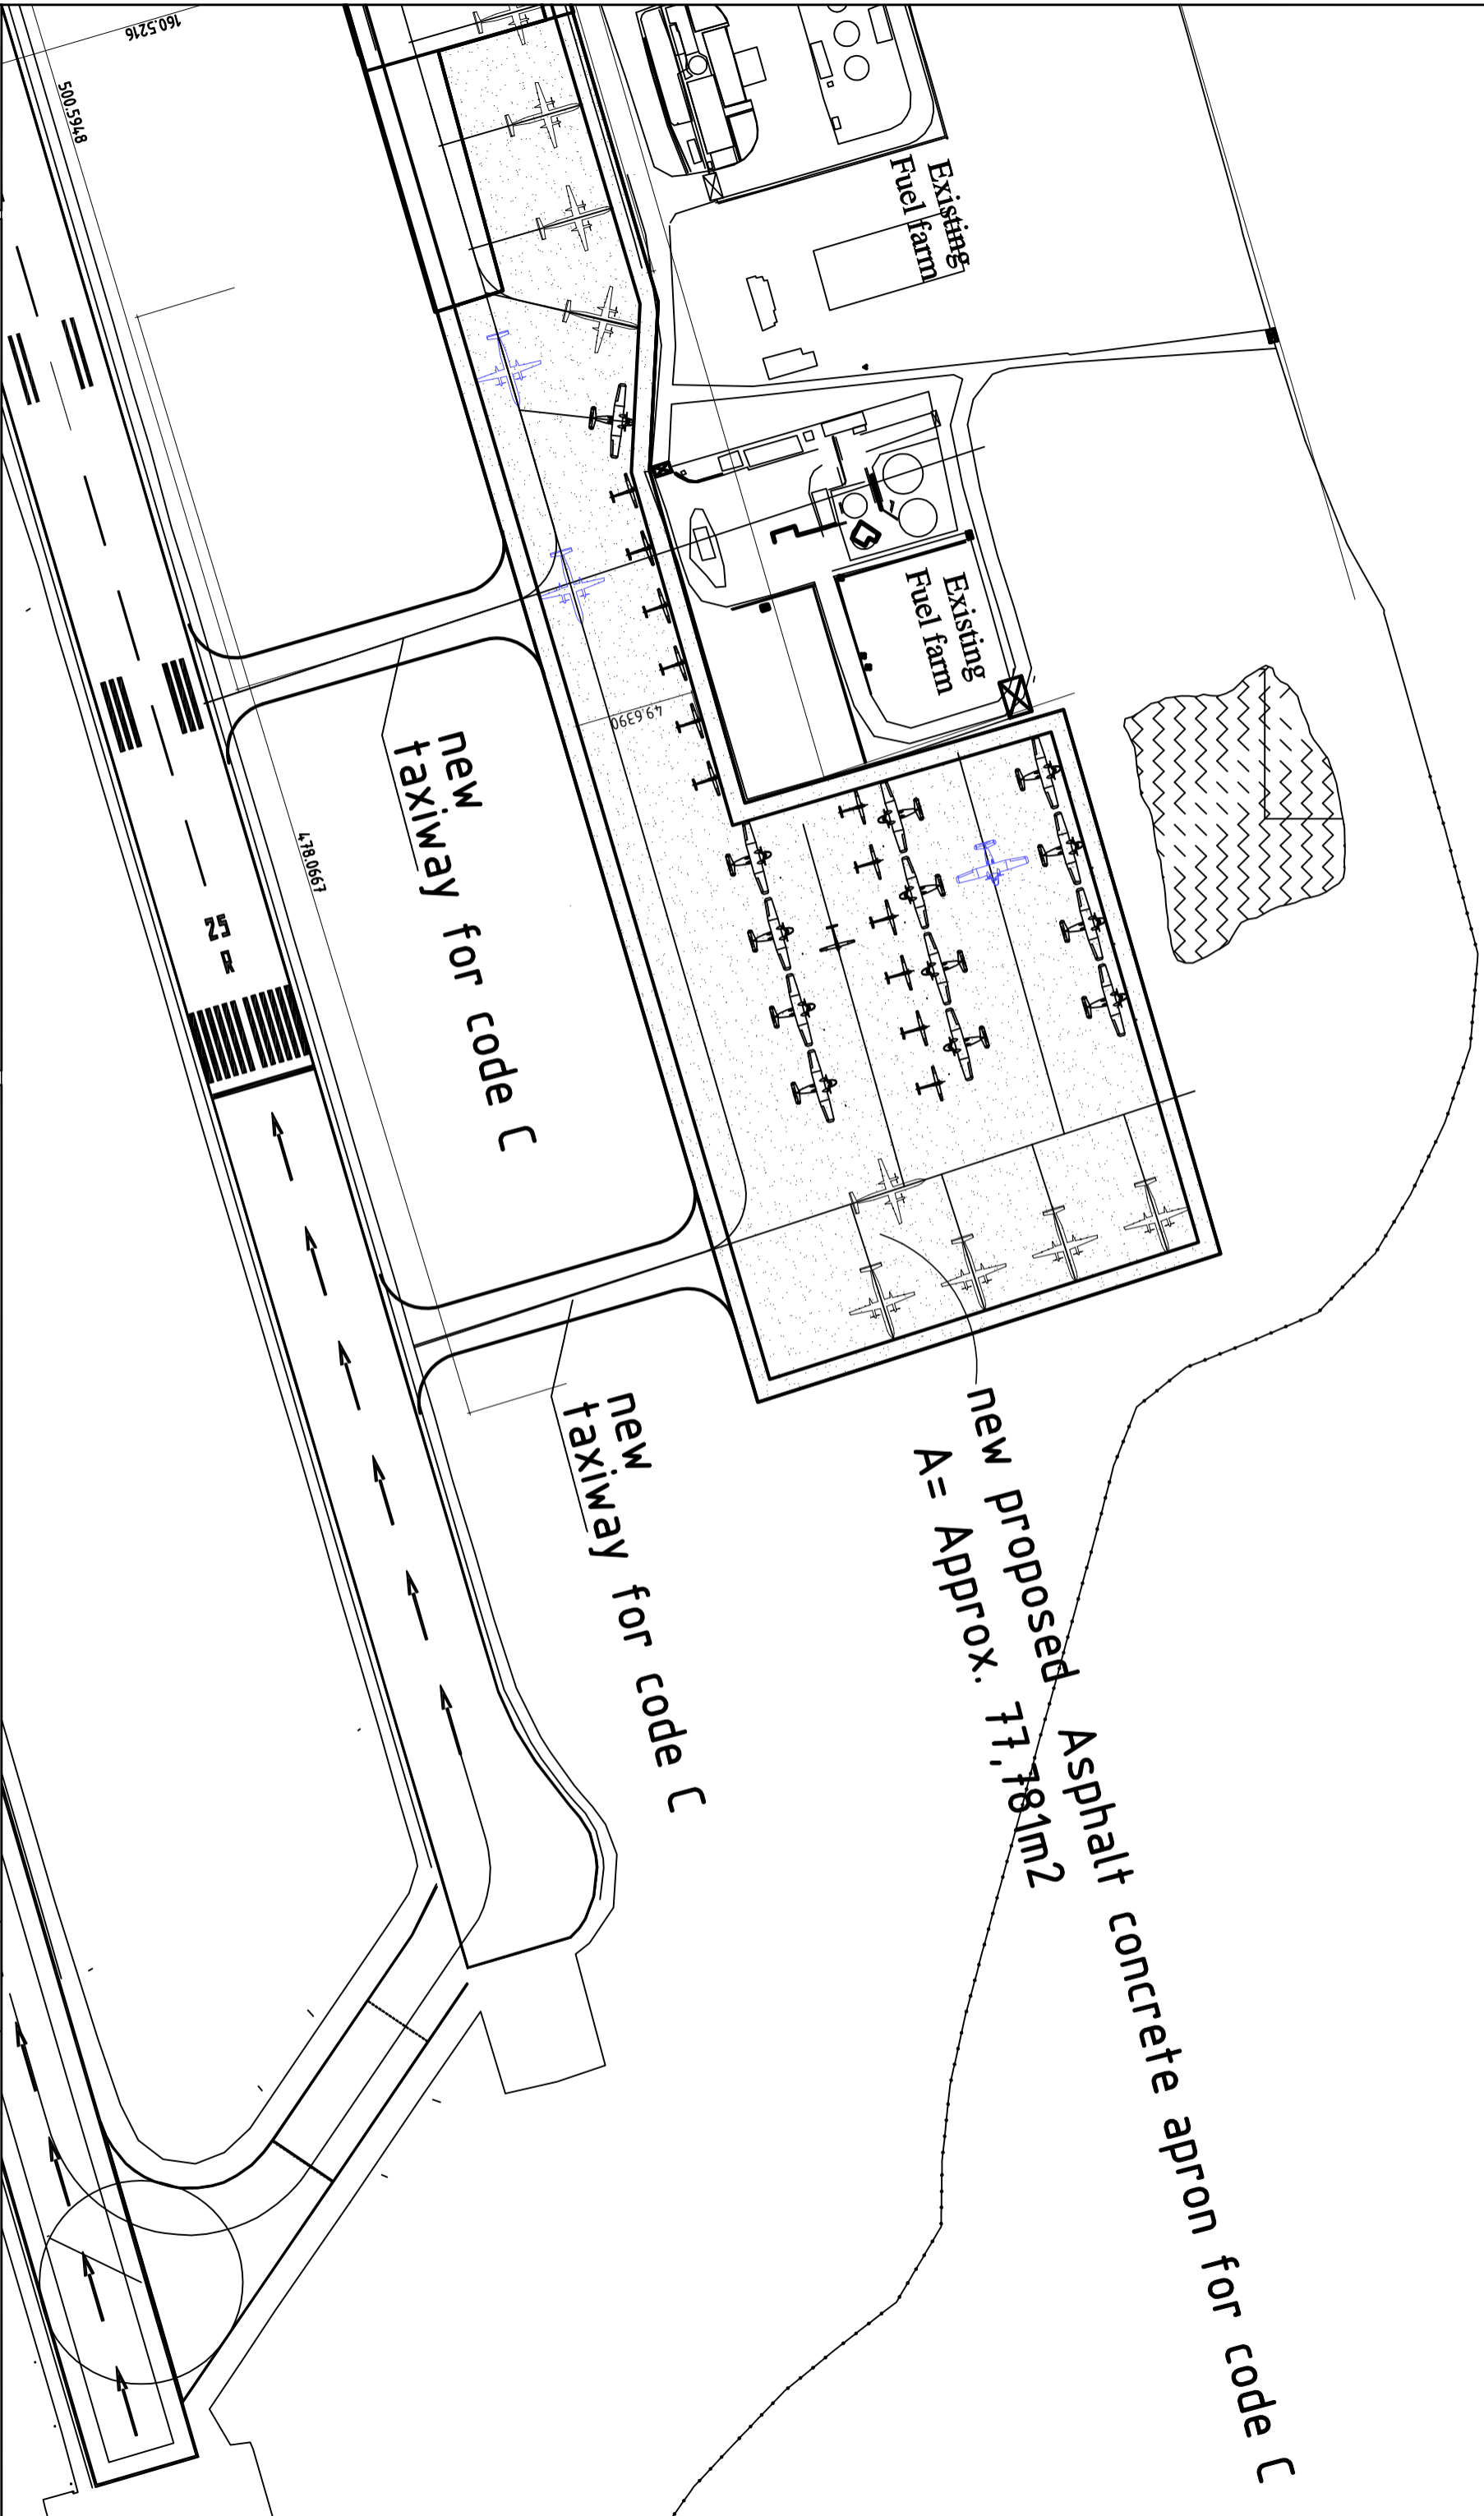 160.5216
500.5948
Existing
Fuel farm
Existing
Fuel farm
49.6390
478.0667
25 R
new
taxiway for code C
new
taxiway for code C
new proposed Asphalt concrete apron for code C
A= Approx. 77,781m2